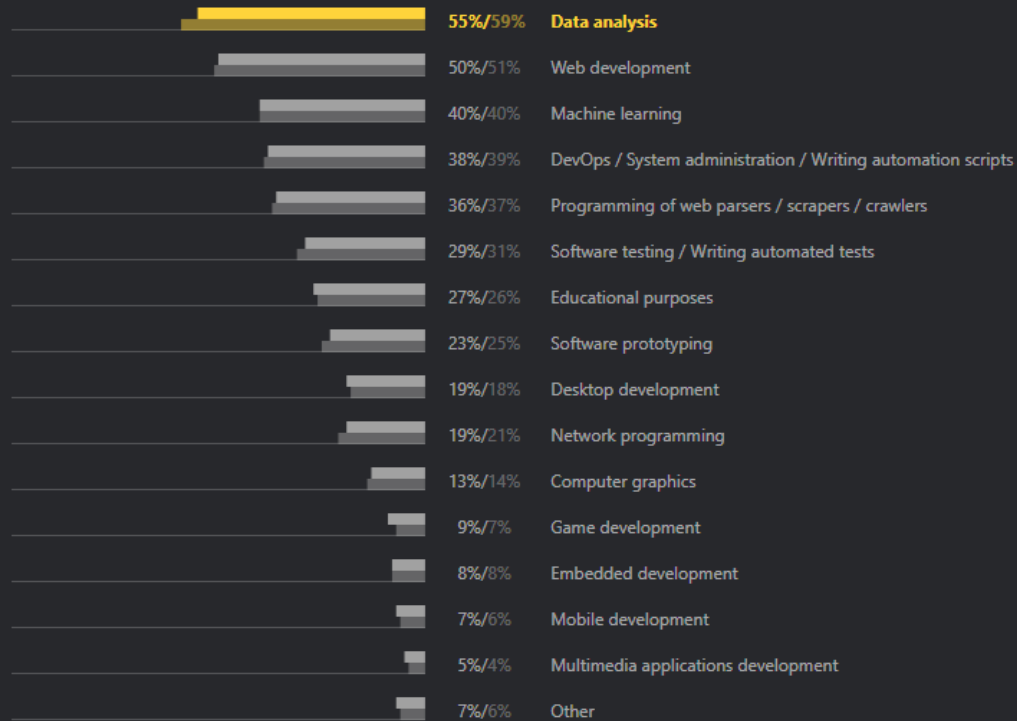 55%/59% Data analysis
50%/51% Web development
40%/40% Machine learning
38%/39% DevOps / System administration / Writing automation scripts
36%/37% Programming of web parsers / scrapers / crawlers
29%/31% Software testing / Writing automated tests
27%/26% Educational purposes
23%/25% Software prototyping
19%/18% Desktop development
19%/21% Network programming
13%/14% Computer graphics
9%/7% Game development
8%/8% Embedded development
7%/6% Mobile development
5%/4% Multimedia applications development
7%/6% Other